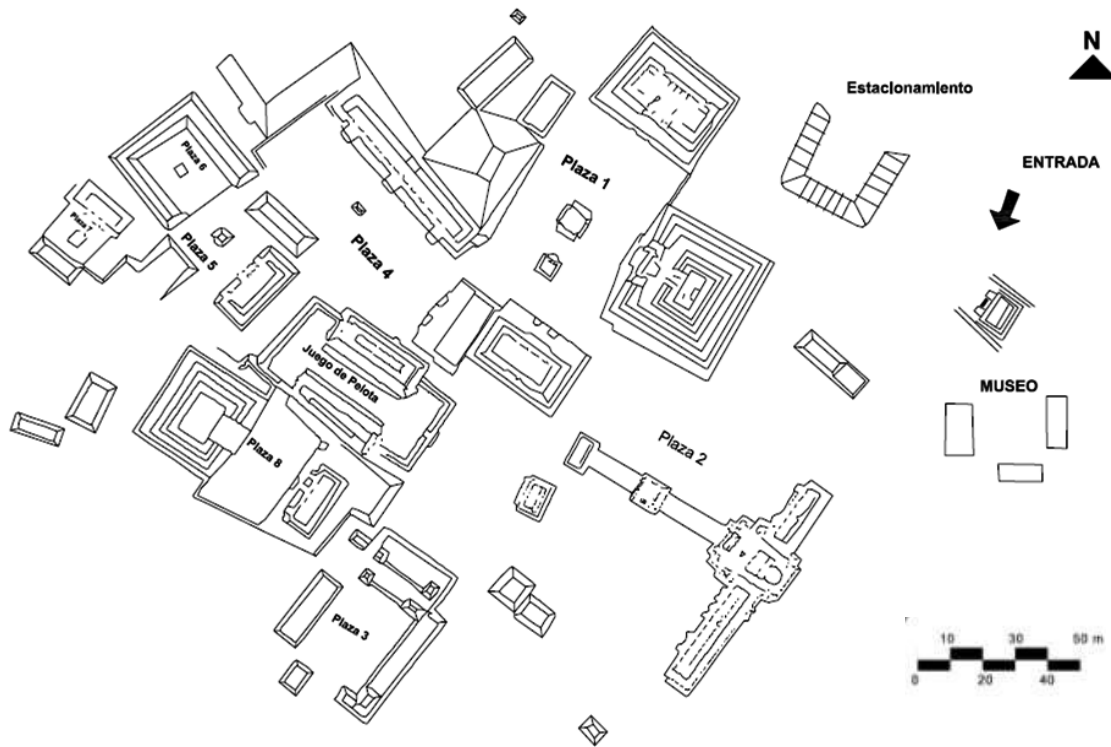 N
Estacionamiento
ENTRADA
Plaza 6
Plaza 1
Plaza 5
Plaza 4
Juego de Pelota
MUSEO
Plaza 8
Plaza 2
Plaza 3
10 30 50 m
0 20 40